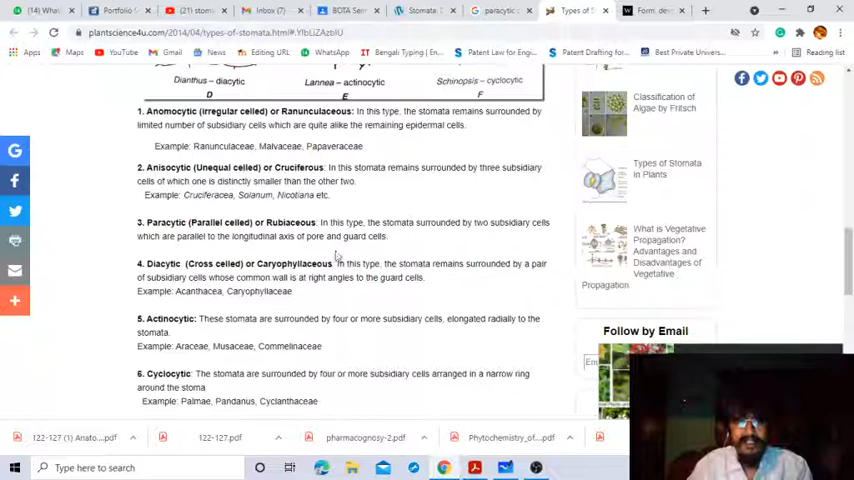 (14) What
Portfolio
(21) stom
Inbox (7)
BOTA Sem
Stomata:
paracytic
Types of S
Form
plantscience4u.com/2014/04/types-of-stomata.html#.YIbLiZAzbIU
Apps
M YouTube
Gmail
News
Editing URL
WhatsApp
Bengali Typing (IT)...
Patent Law for Engi...
Patent Drafting for...
Best Private Univer...
Reading list
Dianthus – diacytic
Lannea – actinocytic
Schinopsis – cyclocytic
D
E
F
1. Anomocytic (irregular celled) or Ranunculaceous: In this type, the stomata remains surrounded by
limited number of subsidiary cells which are quite alike the remaining epidermal cells.
Example: Ranunculaceae, Malvaceae, Papaveraceae
2. Anisocytic (Unequal celled) or Cruciferous: In this stomata remains surrounded by three subsidiary
cells of which one is distinctly smaller than the other two.
Example: Cruciferacea, Solanum, Nicotiana etc.
3. Paracytic (Parallel celled) or Rubiaceous: In this type, the stomata surrounded by two subsidiary cells
which are parallel to the longitudinal axis of pore and guard cells.
4. Diacytic (Cross celled) or Caryophyllaceous: In this type, the stomata remains surrounded by a pair
of subsidiary cells whose common wall is at right angles to the guard cells.
Example: Acanthacea, Caryophyllaceae
5. Actinocytic: These stomata are surrounded by four or more subsidiary cells, elongated radially to the
stomata.
Example: Araceae, Musaceae, Commelinaceae
6. Cyclocytic: The stomata are surrounded by four or more subsidiary cells arranged in a narrow ring
around the stoma
Example: Palmae, Pandanus, Cyclanthaceae
Classification of
Algae by Fritsch
Types of Stomata
in Plants
What is Vegetative
Propagation?
Advantages and
Disadvantages of
Vegetative
Propagation
Follow by Email
122-127 (1) Anato....pdf
122-127.pdf
pharmacognosy-2.pdf
Phytochemistry_of....pdf
Type here to search